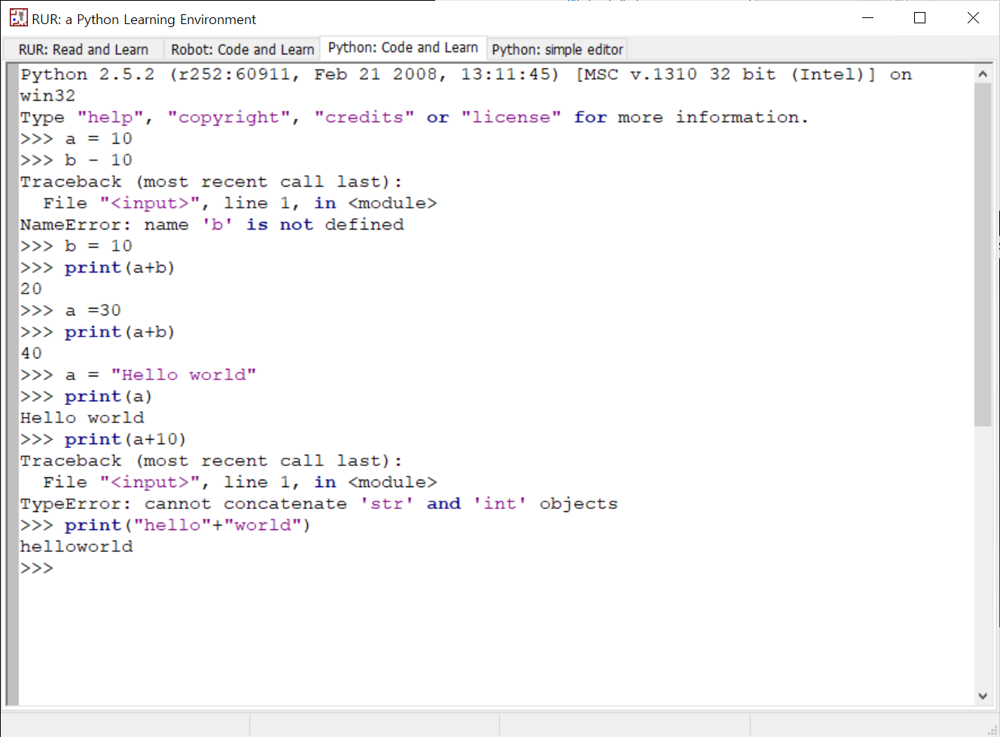 RUR: a Python Learning Environment
RUR: Read and Learn Robot: Code and Learn Python: Code and Learn Python: simple editor
Python 2.5.2 (r252:60911, Feb 21 2008, 13:11:45) [MSC v.1310 32 bit (Intel)] on
win32
Type "help", "copyright", "credits" or "license" for more information.
>>> a = 10
>>> b - 10
Traceback (most recent call last):
  File "<input>", line 1, in <module>
NameError: name 'b' is not defined
>>> b = 10
>>> print(a+b)
20
>>> a =30
>>> print(a+b)
40
>>> a = "Hello world"
>>> print(a)
Hello world
>>> print(a+10)
Traceback (most recent call last):
  File "<input>", line 1, in <module>
TypeError: cannot concatenate 'str' and 'int' objects
>>> print("hello"+"world")
helloworld
>>>